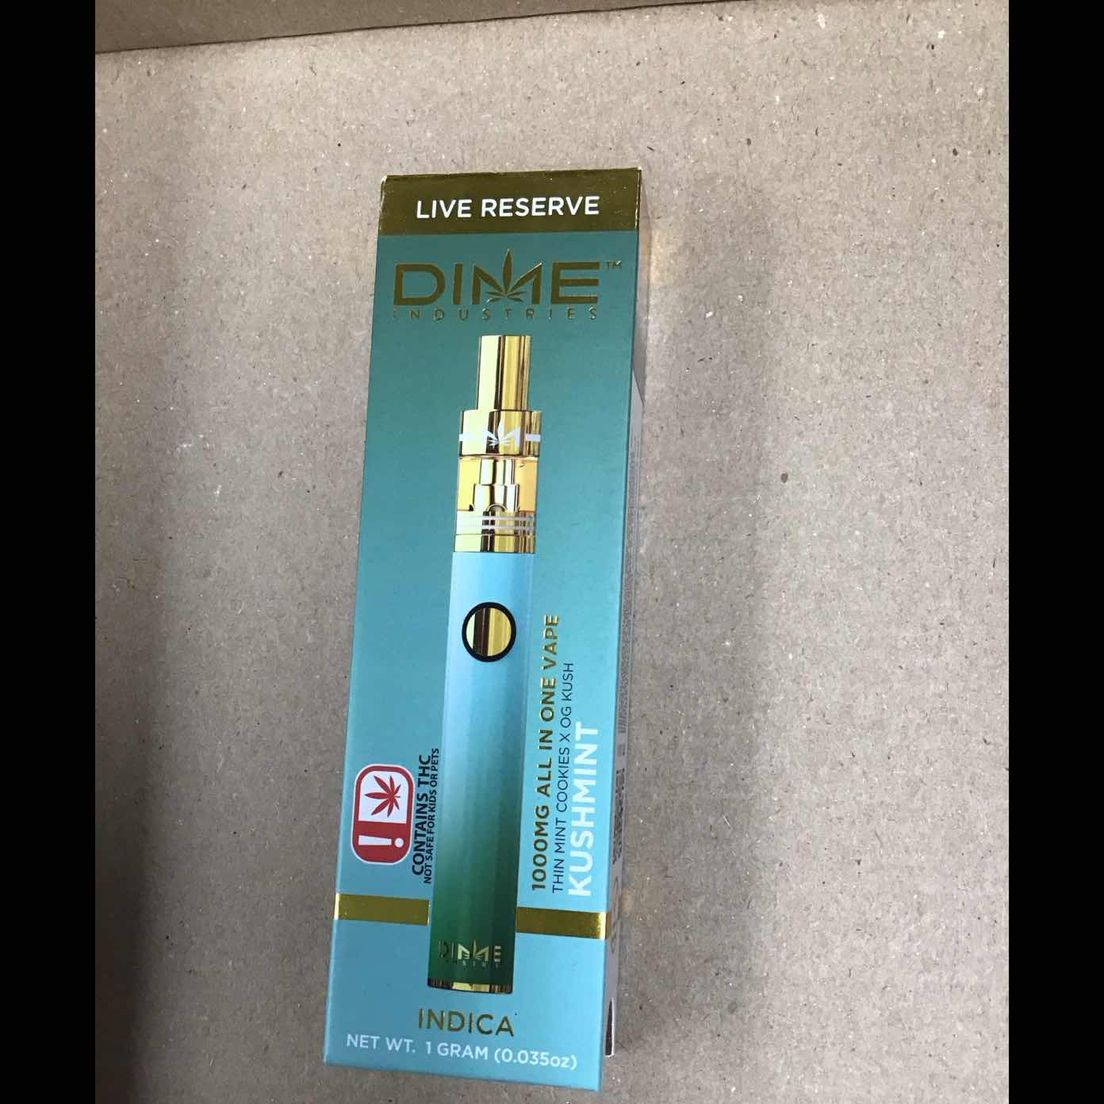 LIVE RESERVE
DIME™
INDUSTRIES
1000MG ALL IN ONE VAPE
THIN MINT COOKIES X OG KUSH
KUSHMINT
!
CONTAINS THC
NOT SAFE FOR KIDS OR PETS
DIME
INDICA
NET WT. 1 GRAM (0.035oz)